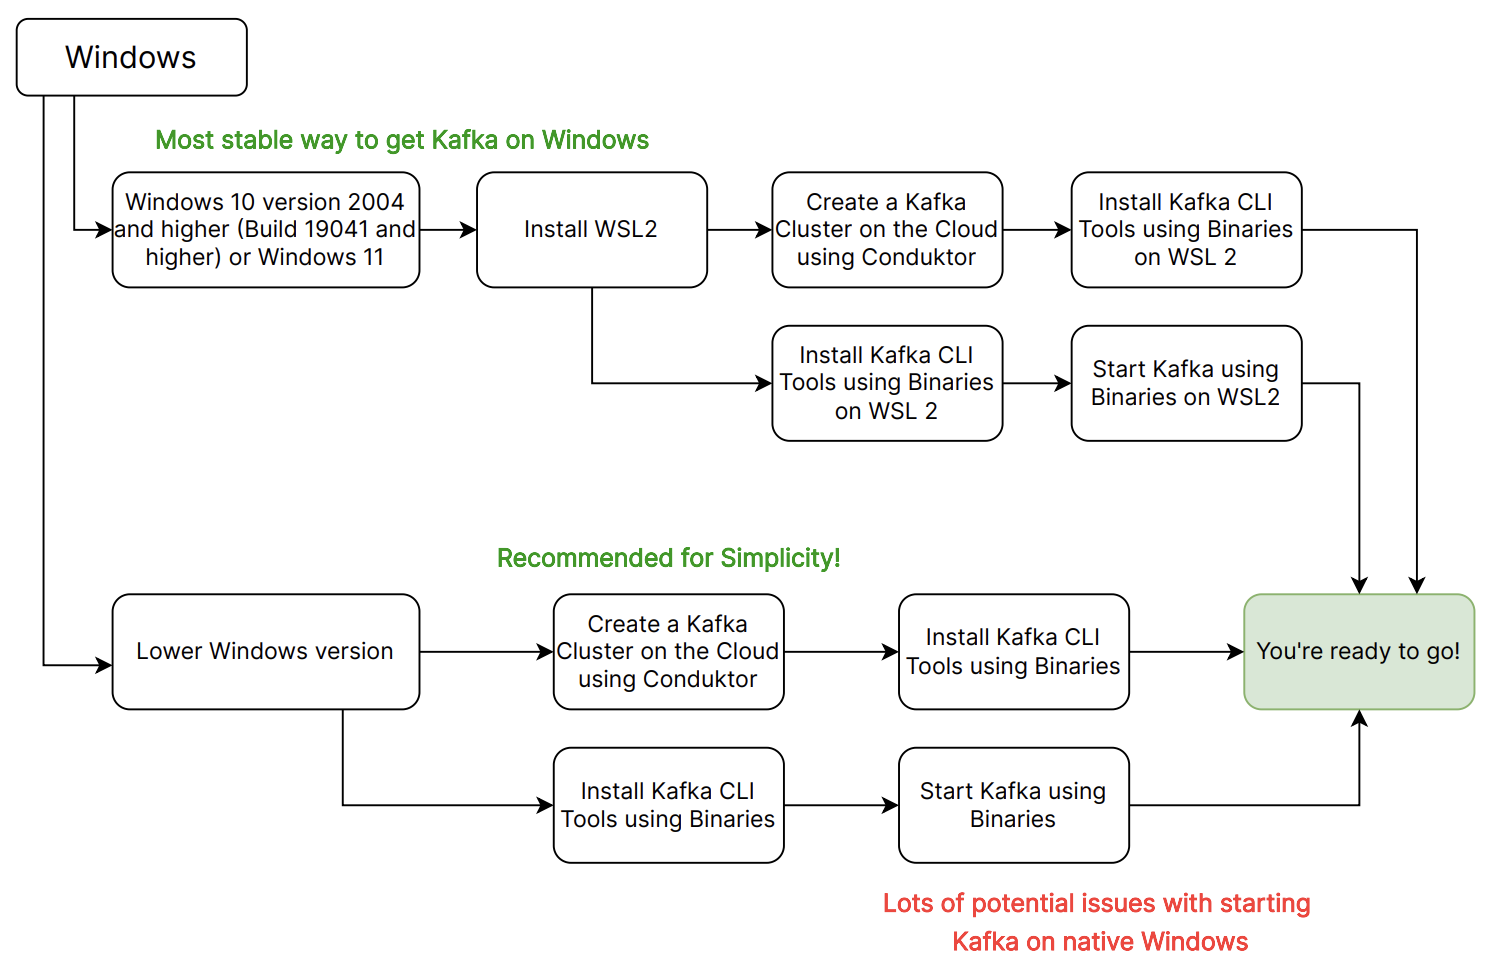 Windows
Most stable way to get Kafka on Windows
Windows 10 version 2004
and higher (Build 19041 and
higher) or Windows 11
Install WSL2
Create a Kafka
Cluster on the Cloud
using Conduktor
Install Kafka CLI
Tools using Binaries
on WSL 2
Install Kafka CLI
Tools using Binaries
on WSL 2
Start Kafka using
Binaries on WSL2
Recommended for Simplicity!
Lower Windows version
Create a Kafka
Cluster on the Cloud
using Conduktor
Install Kafka CLI
Tools using Binaries
You're ready to go!
Install Kafka CLI
Tools using Binaries
Start Kafka using
Binaries
Lots of potential issues with starting
Kafka on native Windows